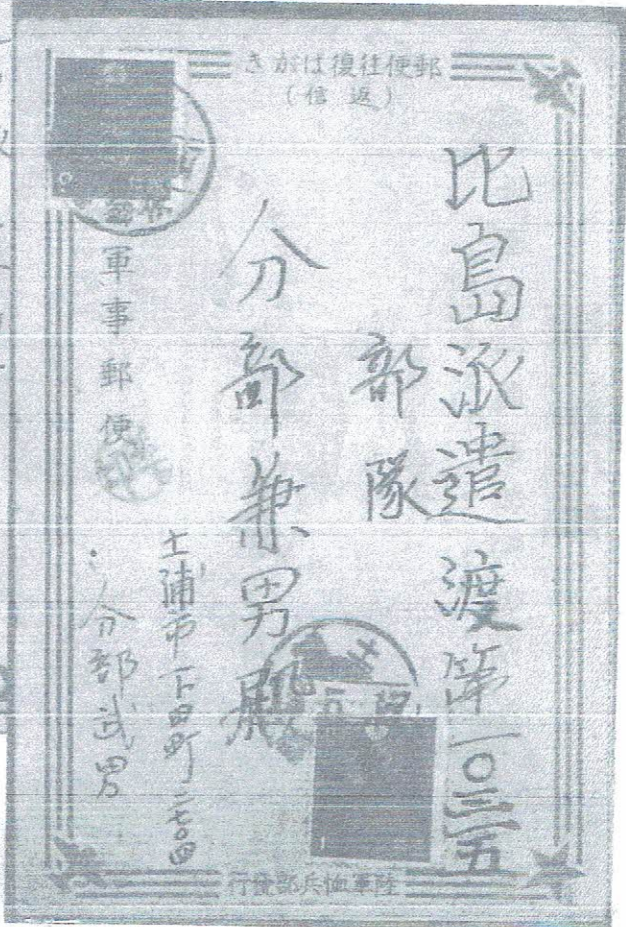 きがは復往便郵
(信返)
比島派遣渡第一〇三五
部隊
分部兼男殿
軍事郵便
土浦市下田町二七〇四
分部武男
土浦
行發部兵恤軍陸